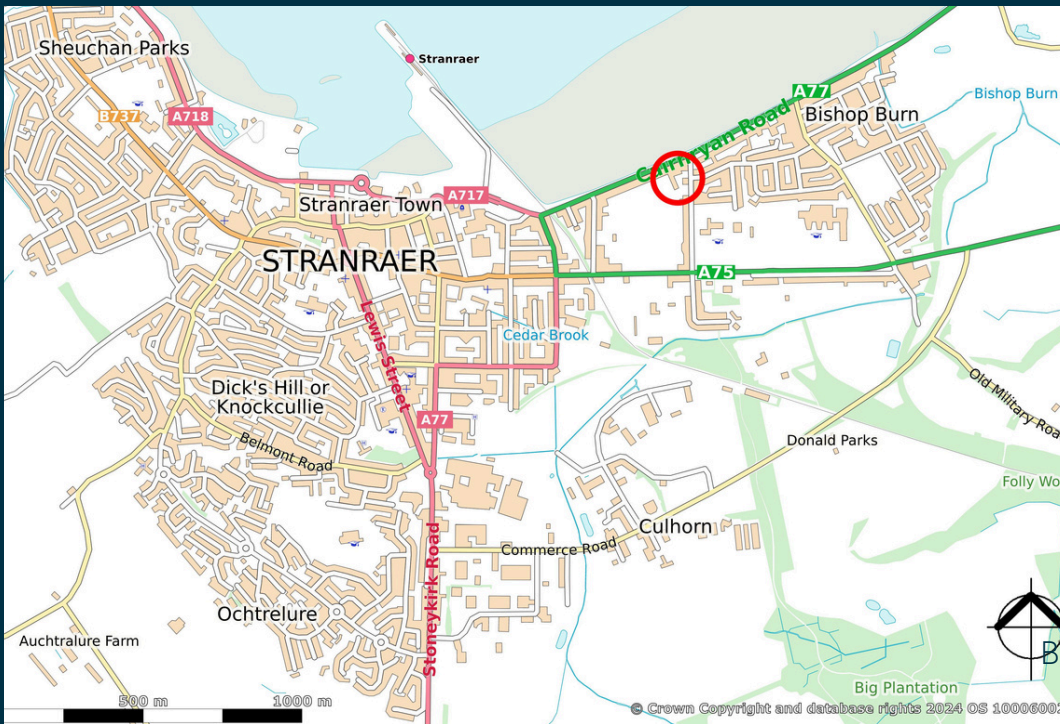 Sheuchan Parks
Stranraer
A77
B737
A718
Bishop Burn
Bishop Burn
Cairnryan Road
A717
Stranraer Town
STRANRAER
A75
Lewis Street
Cedar Brook
Dick's Hill or
Knockcullie
A77
Old Military Roa
Belmont Road
Donald Parks
Folly Wo
Culhorn
Commerce Road
Stoneykirk Road
Ochtrelure
Auchtralure Farm
B
Big Plantation
500 m
1000 m
© Crown Copyright and database rights 2024 OS 1000600